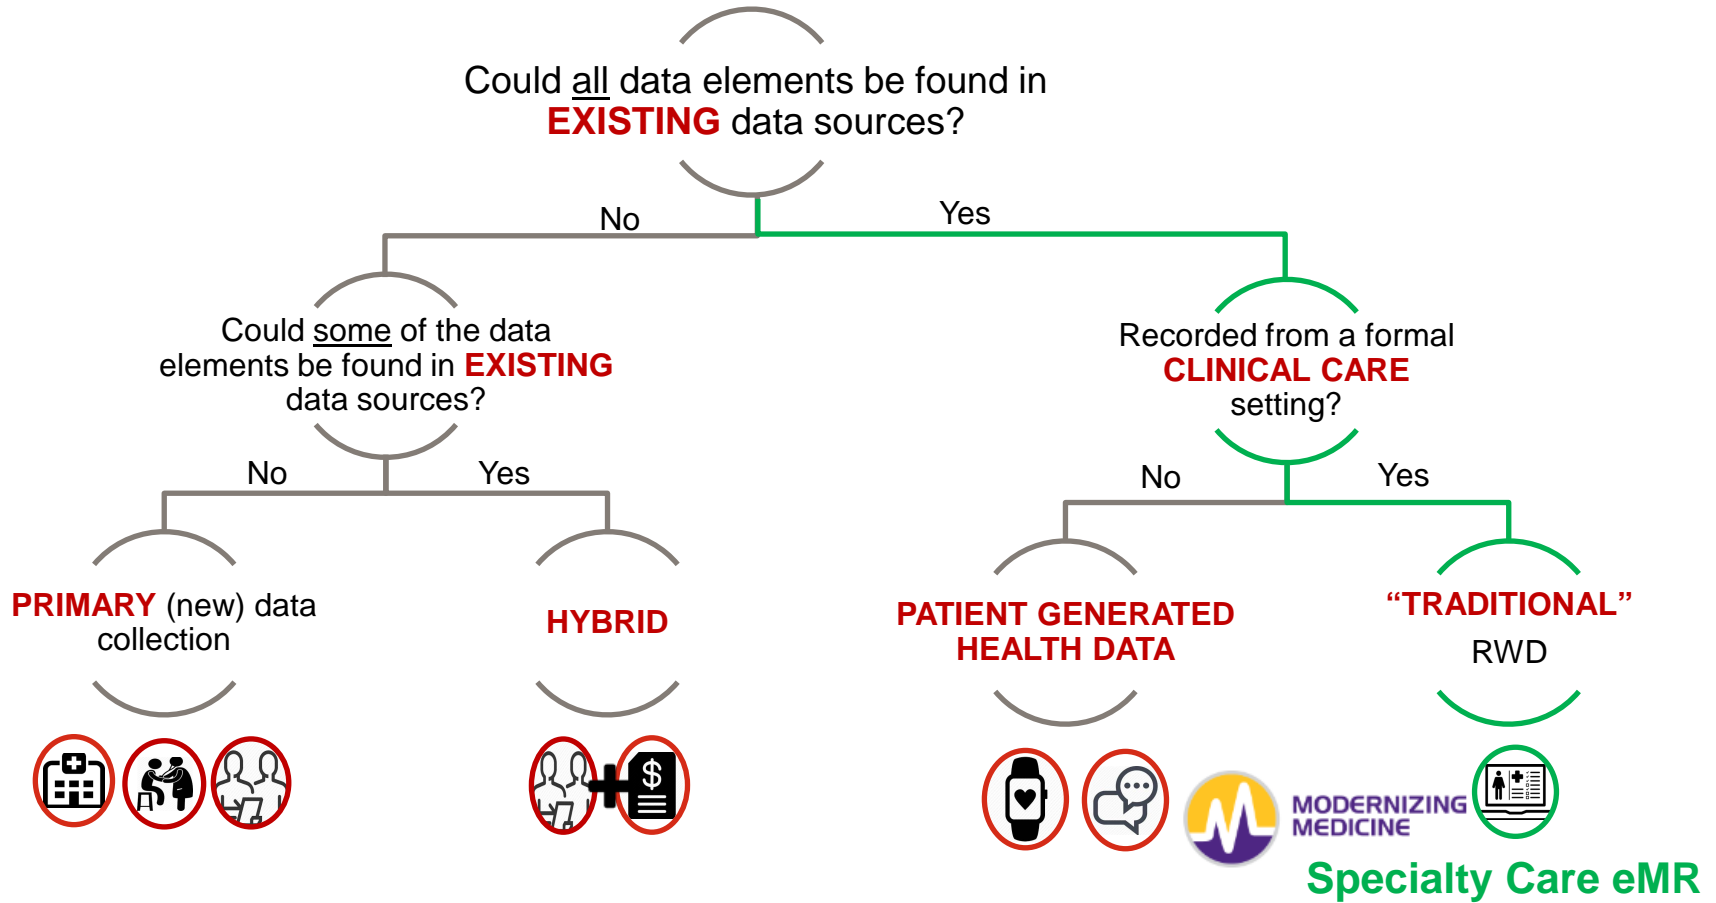 Could all data elements be found in
EXISTING data sources?
No
Yes
Could some of the data
elements be found in EXISTING
data sources?
Recorded from a formal
CLINICAL CARE
setting?
No
Yes
No
Yes
PRIMARY (new) data
collection
HYBRID
PATIENT GENERATED
HEALTH DATA
“TRADITIONAL”
RWD
$
MODERNIZING
MEDICINE
Specialty Care eMR